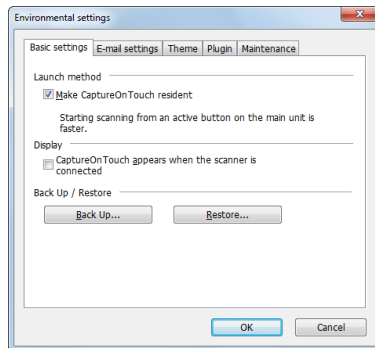 Environmental settings
Basic settings E-mail settings Theme Plugin Maintenance
Launch method
Make CaptureOnTouch resident
Starting scanning from an active button on the main unit is
faster.
Display
CaptureOnTouch appears when the scanner is
connected
Back Up / Restore
Back Up... Restore...
OK Cancel